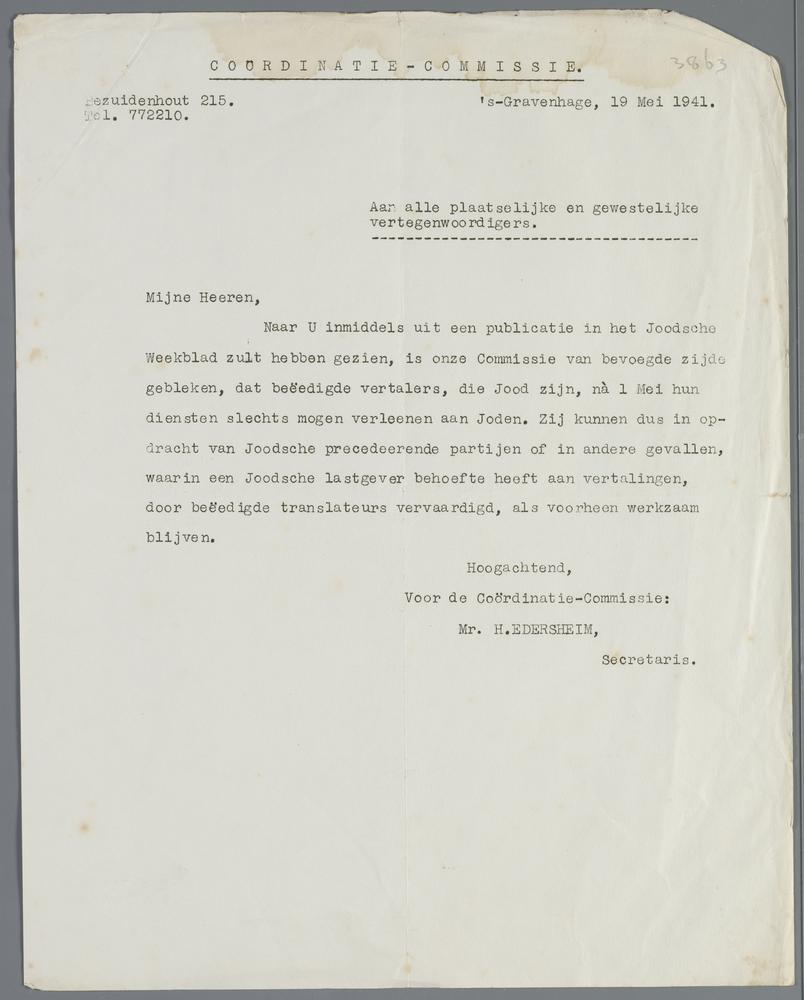 COÖRDINATIE-COMMISSIE.
3863
Bezuidenhout 215.
's-Gravenhage, 19 Mei 1941.
Tel. 772210.
Aan alle plaatselijke en gewestelijke
vertegenwoordigers.
Mijne Heeren,
Naar U inmiddels uit een publicatie in het Joodsche
Weekblad zult hebben gezien, is onze Commissie van bevoegde zijde
gebleken, dat beëedigde vertalers, die Jood zijn, nà 1 Mei hun
diensten slechts mogen verleenen aan Joden. Zij kunnen dus in op-
dracht van Joodsche precedeerende partijen of in andere gevallen,
waarin een Joodsche lastgever behoefte heeft aan vertalingen,
door beëedigde translateurs vervaardigd, als voorheen werkzaam
blijven.
Hoogachtend,
Voor de Coördinatie-Commissie:
Mr. H.EDERSHEIM,
Secretaris.